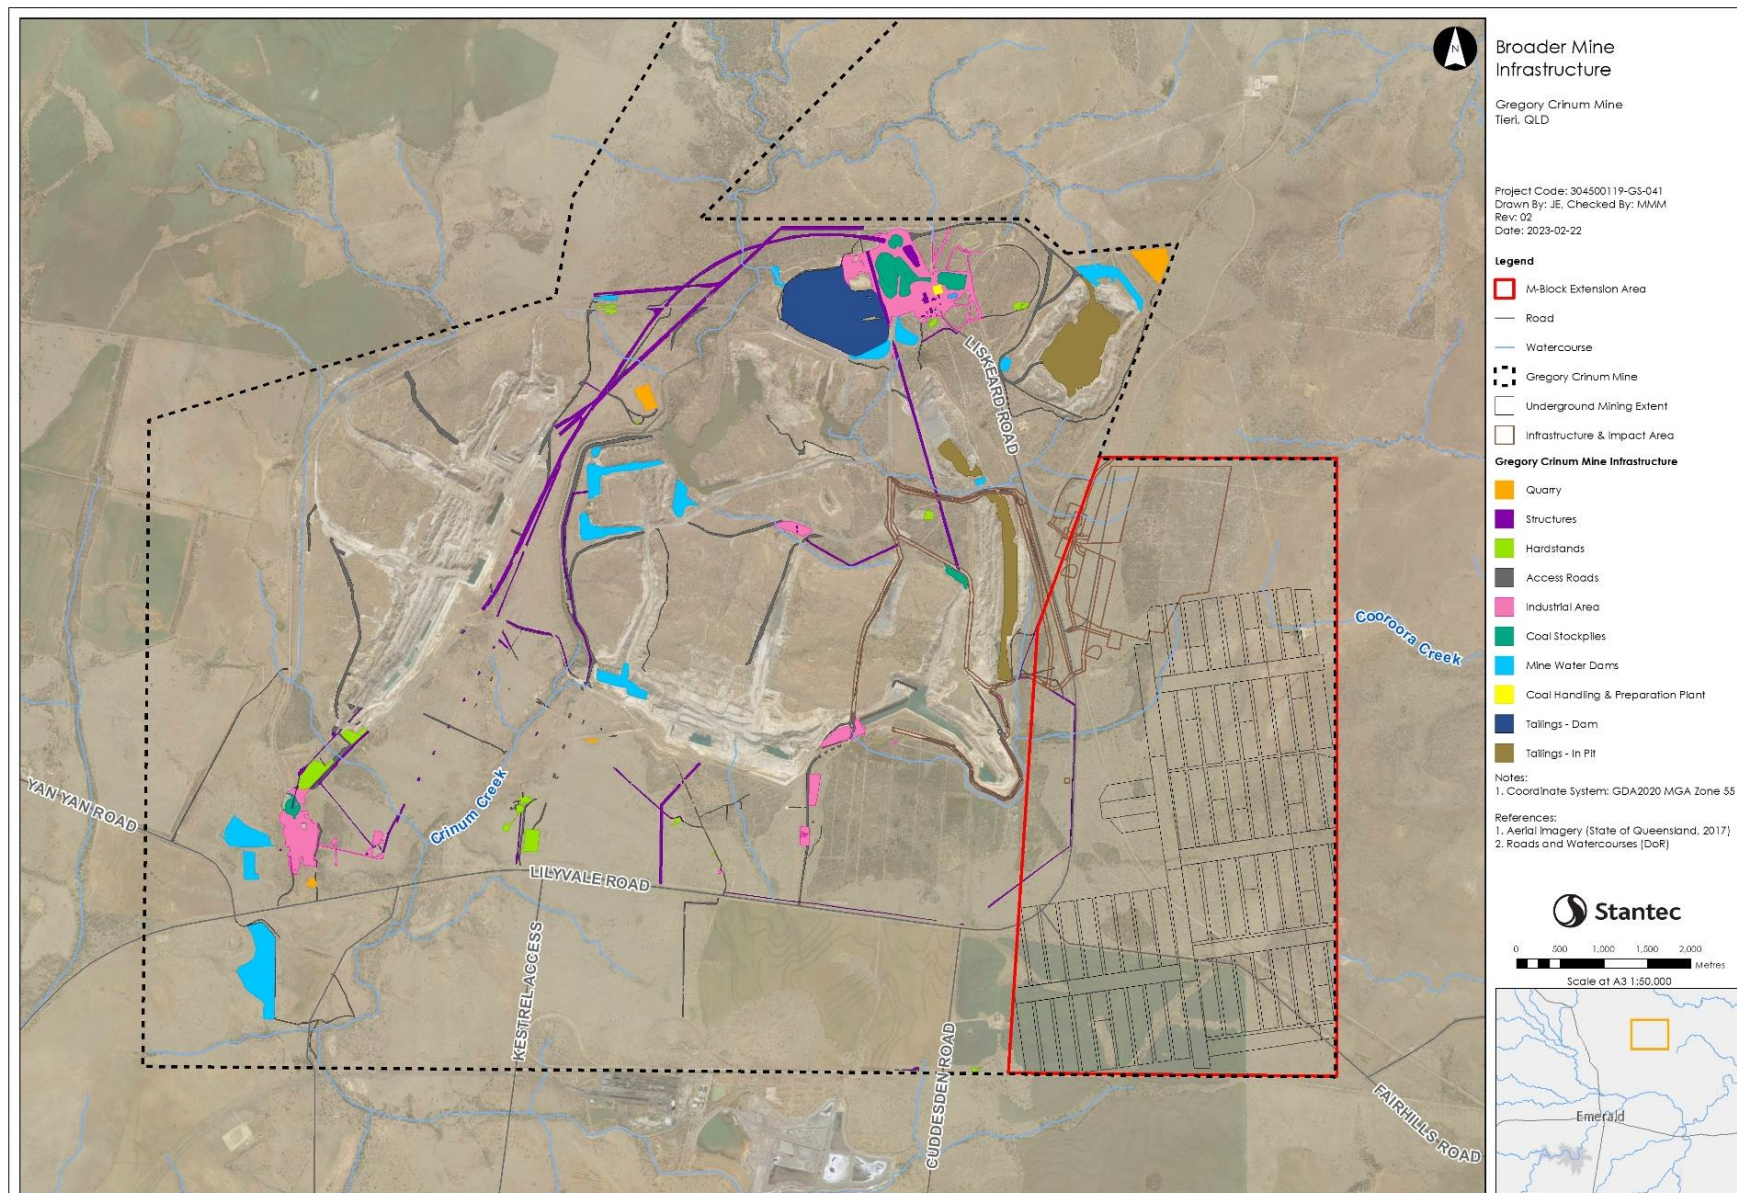 Broader Mine
Infrastructure
Gregory Crinum Mine
Tieri, QLD
Project Code: 304500119-GS-041
Drawn By: JE, Checked By: MMM
Rev: 02
Date: 2023-02-22
Legend
M-Block Extension Area
Road
Watercourse
Gregory Crinum Mine
Underground Mining Extent
Infrastructure & Impact Area
Gregory Crinum Mine Infrastructure
Quarry
Structures
Hardstands
Access Roads
Industrial Area
Coal Stockpiles
Mine Water Dams
Coal Handling & Preparation Plant
Tailings - Dam
Tailings - In Pit
Notes:
1. Coordinate System: GDA2020 MGA Zone 55
References:
1. Aerial Imagery (State of Queensland, 2017)
2. Roads and Watercourses (DoR)
Stantec
0 500 1,000 1,500 2,000
Metres
Scale at A3 1:50,000
Emerald
N
LISKEARD ROAD
Cooroora Creek
YAN YAN ROAD
Crinum Creek
LILYVALE ROAD
KESTREL ACCESS
CUDDESDEN ROAD
FAIRHILLS ROAD